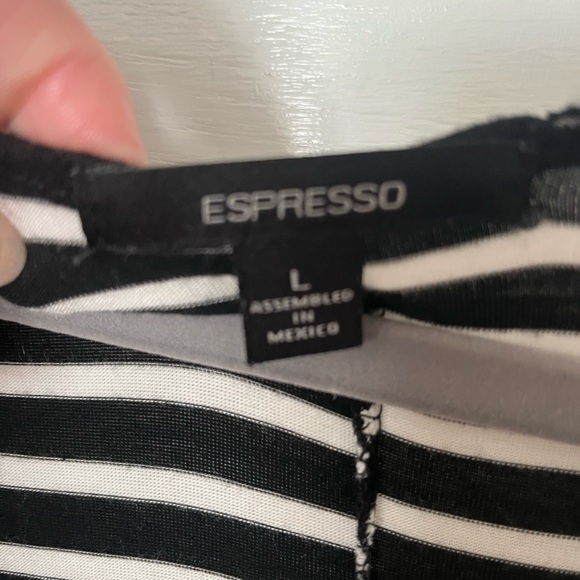 ESPRESSO
L
ASSEMBLED
IN
MEXICO